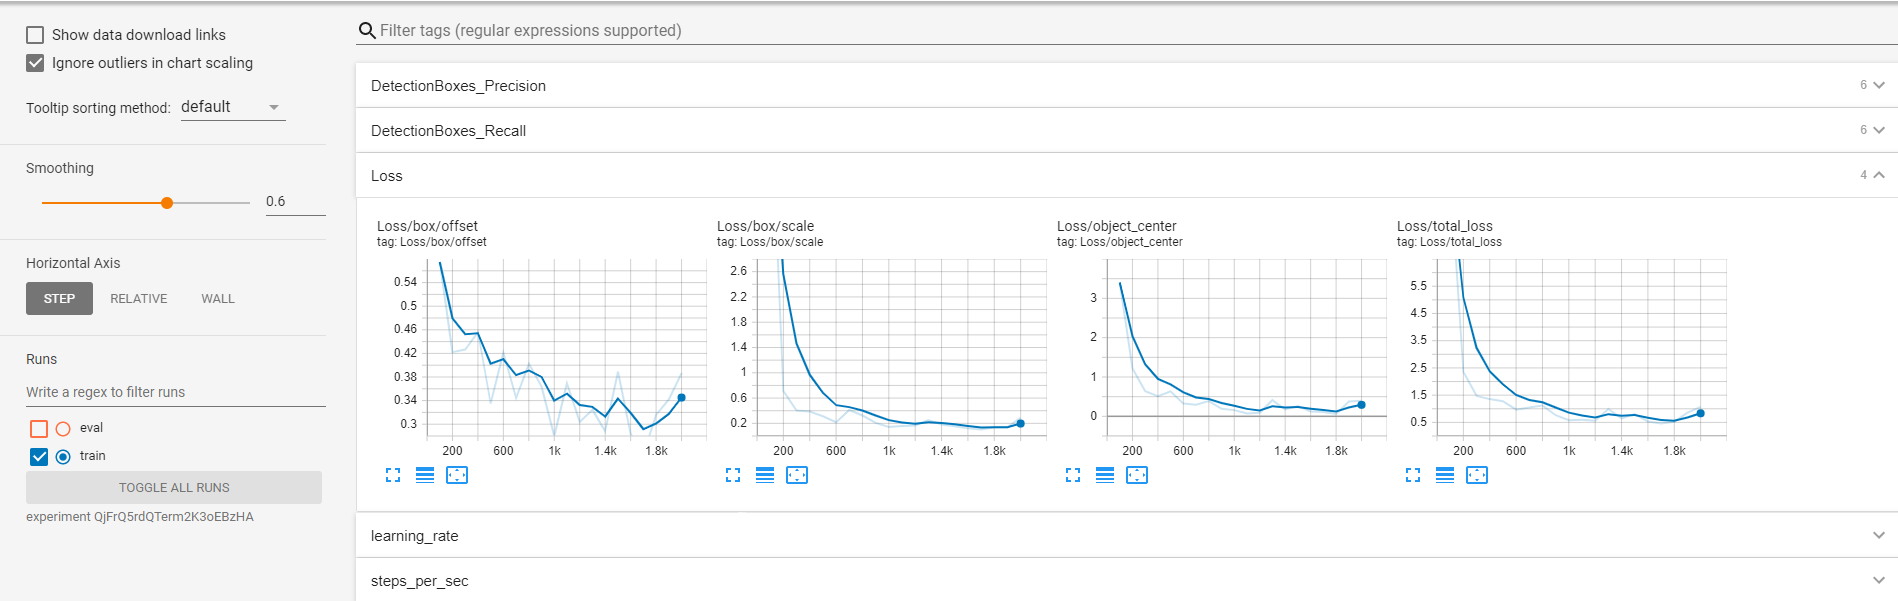 Show data download links
Ignore outliers in chart scaling
Tooltip sorting method: default
Smoothing
0.6
Horizontal Axis
STEP RELATIVE WALL
Runs
Write a regex to filter runs
eval
train
TOGGLE ALL RUNS
experiment QjFrQ5rdQTerm2K3oEBzHA
Filter tags (regular expressions supported)
DetectionBoxes_Precision 6
DetectionBoxes_Recall 6
Loss 4
Loss/box/offset
tag: Loss/box/offset
0.54
0.5
0.46
0.42
0.38
0.34
0.3
200 600 1k 1.4k 1.8k
Loss/box/scale
tag: Loss/box/scale
2.6
2.2
1.8
1.4
1
0.6
0.2
200 600 1k 1.4k 1.8k
Loss/object_center
tag: Loss/object_center
3
2
1
0
200 600 1k 1.4k 1.8k
Loss/total_loss
tag: Loss/total_loss
5.5
4.5
3.5
2.5
1.5
0.5
200 600 1k 1.4k 1.8k
learning_rate
steps_per_sec